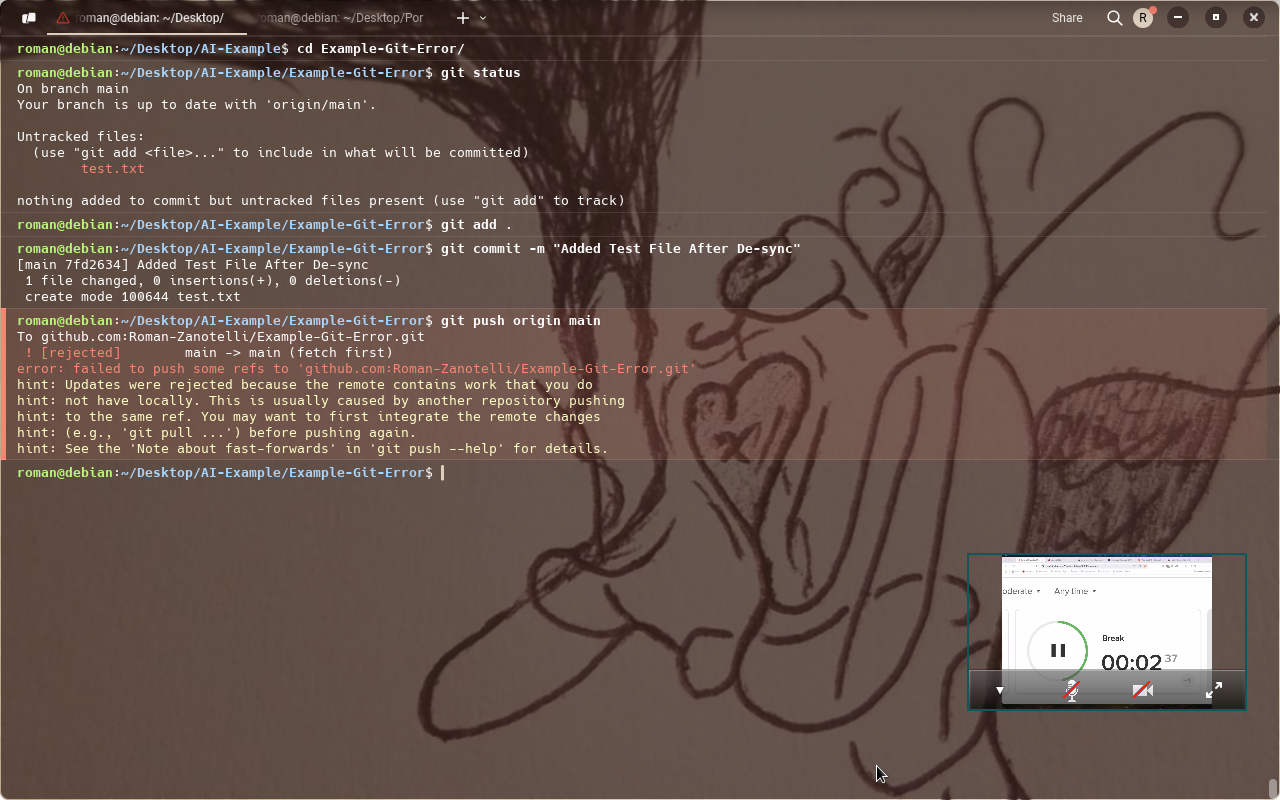 roman@debian: ~/Desktop/
roman@debian: ~/Desktop/Por
Share
R
roman@debian:~/Desktop/AI-Example$ cd Example-Git-Error/
roman@debian:~/Desktop/AI-Example/Example-Git-Error$ git status
On branch main
Your branch is up to date with 'origin/main'.
Untracked files:
(use "git add <file>..." to include in what will be committed)
test.txt
nothing added to commit but untracked files present (use "git add" to track)
roman@debian:~/Desktop/AI-Example/Example-Git-Error$ git add .
roman@debian:~/Desktop/AI-Example/Example-Git-Error$ git commit -m "Added Test File After De-sync"
[main 7fd2634] Added Test File After De-sync
1 file changed, 0 insertions(+), 0 deletions(-)
create mode 100644 test.txt
roman@debian:~/Desktop/AI-Example/Example-Git-Error$ git push origin main
To github.com:Roman-Zanotelli/Example-Git-Error.git
! [rejected]        main -> main (fetch first)
error: failed to push some refs to 'github.com:Roman-Zanotelli/Example-Git-Error.git'
hint: Updates were rejected because the remote contains work that you do
hint: not have locally. This is usually caused by another repository pushing
hint: to the same ref. You may want to first integrate the remote changes
hint: (e.g., 'git pull ...') before pushing again.
hint: See the 'Note about fast-forwards' in 'git push --help' for details.
roman@debian:~/Desktop/AI-Example/Example-Git-Error$
oderate Any time
Break
00:02 37